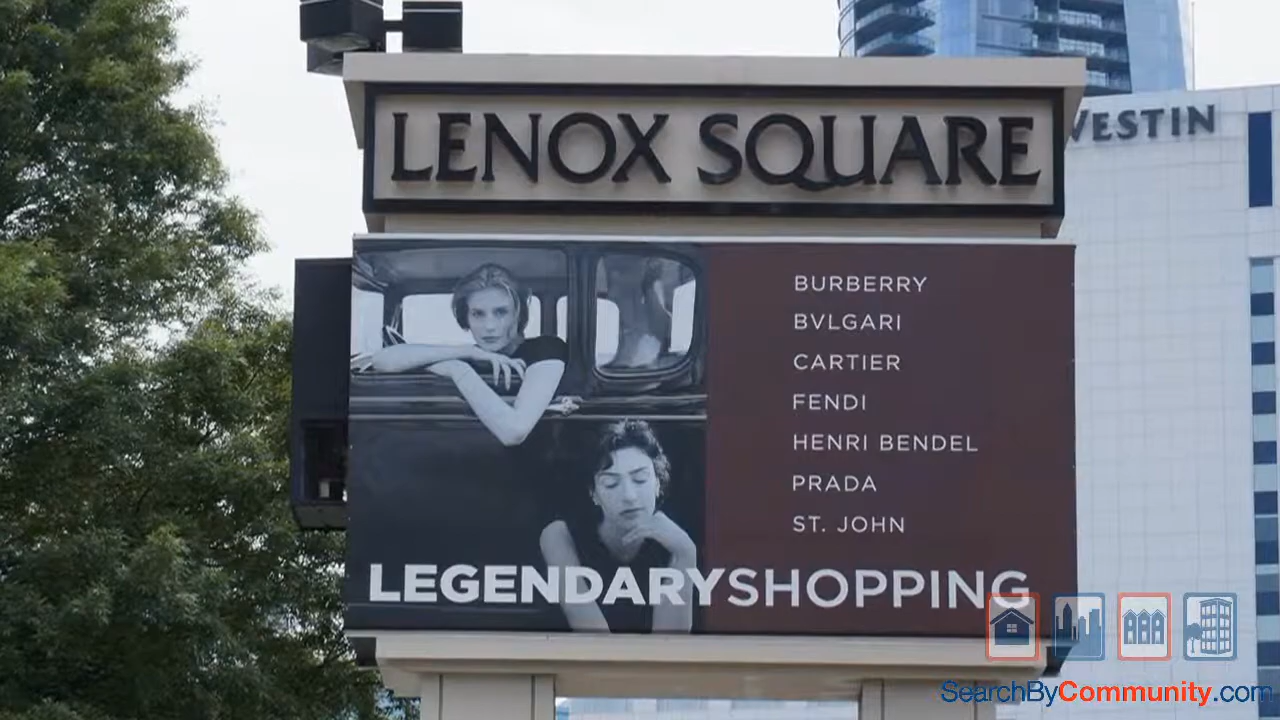 LENOX SQUARE
WESTIN
BURBERRY
BVLGARI
CARTIER
FENDI
HENRI BENDEL
PRADA
ST. JOHN
LEGENDARYSHOPPING
SearchByCommunity.com